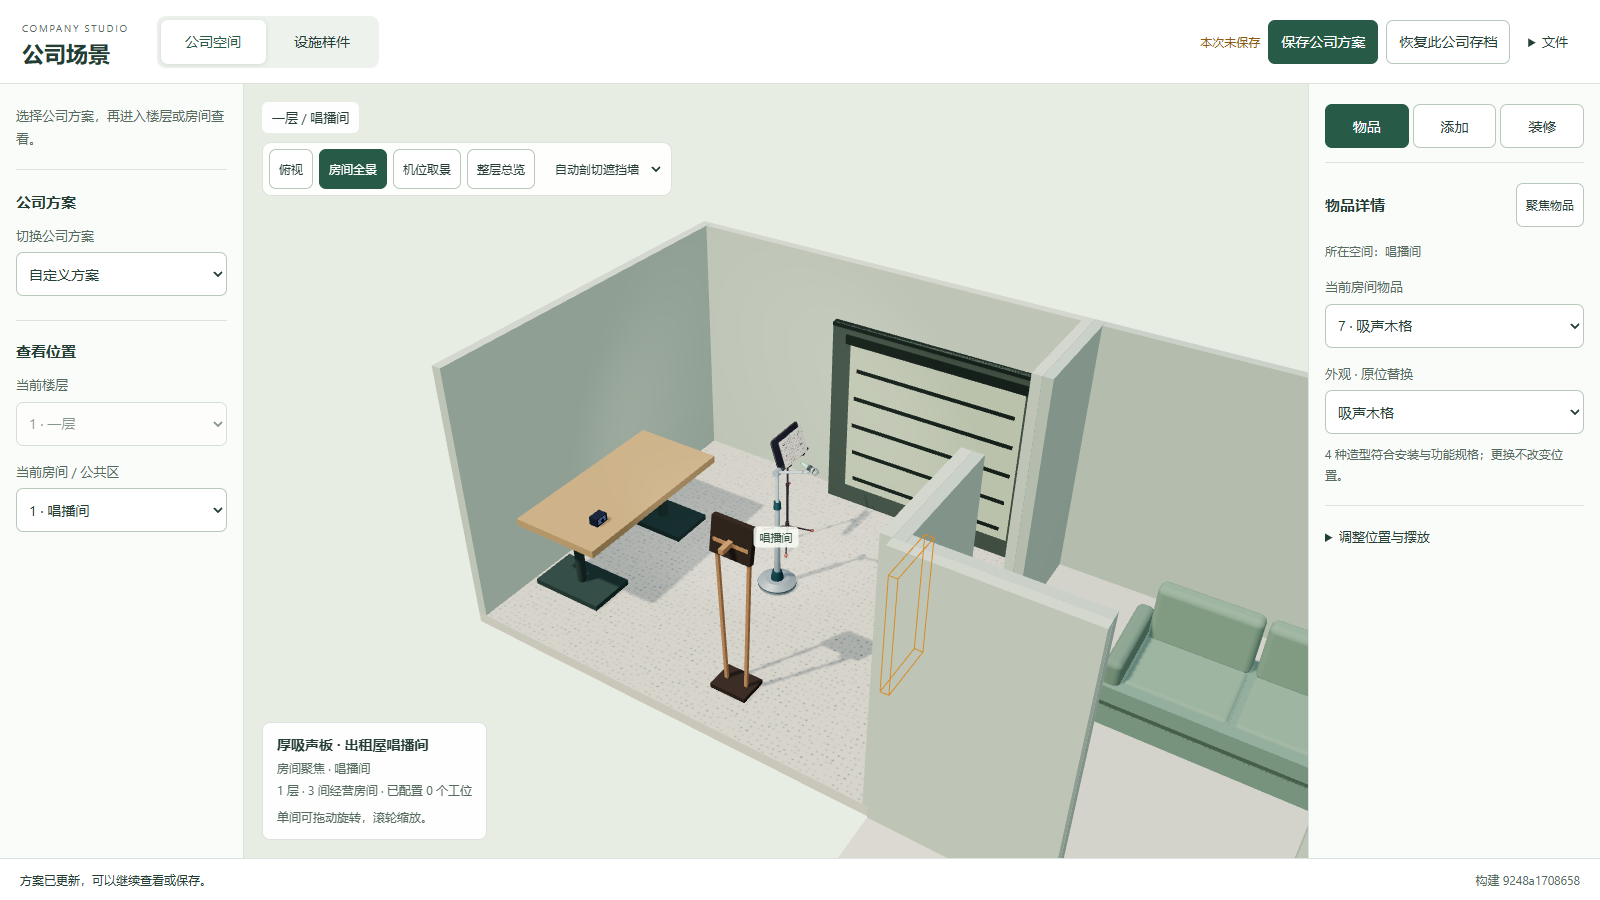 COMPANY STUDIO
公司场景
公司空间
设施样件
本次未保存
保存公司方案
恢复此公司存档
文件
选择公司方案，再进入楼层或房间查看。
公司方案
切换公司方案
自定义方案
查看位置
当前楼层
1 · 一层
当前房间 / 公共区
1 · 唱播间
一层 / 唱播间
俯视
房间全景
机位取景
整层总览
自动剖切遮挡墙
唱播间
厚吸声板 · 出租屋唱播间
房间聚焦 · 唱播间
1 层 · 3 间经营房间 · 已配置 0 个工位
单间可拖动旋转，滚轮缩放。
物品
添加
装修
物品详情
聚焦物品
所在空间：唱播间
当前房间物品
7 · 吸声木格
外观 · 原位替换
吸声木格
4 种造型符合安装与功能规格；更换不改变位置。
调整位置与摆放
方案已更新，可以继续查看或保存。
构建 9248a1708658